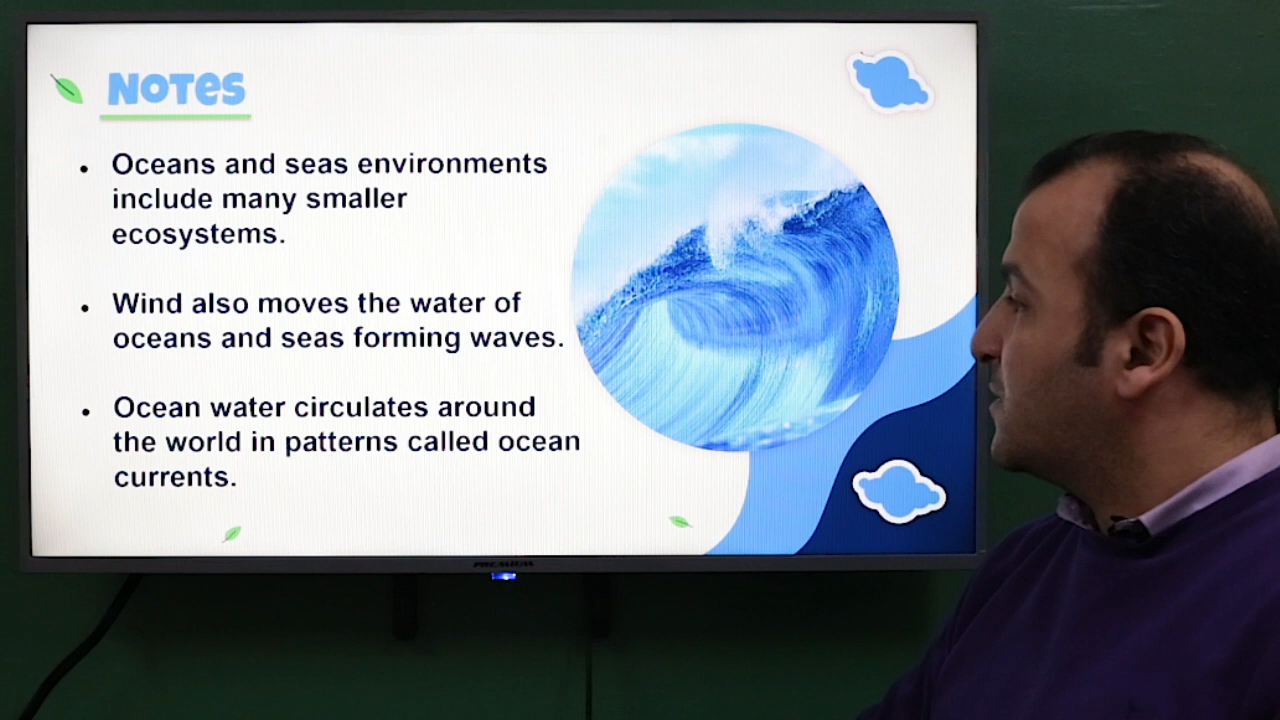 Notes
• Oceans and seas environments
include many smaller
ecosystems.
• Wind also moves the water of
oceans and seas forming waves.
• Ocean water circulates around
the world in patterns called ocean
currents.
PREMIUM